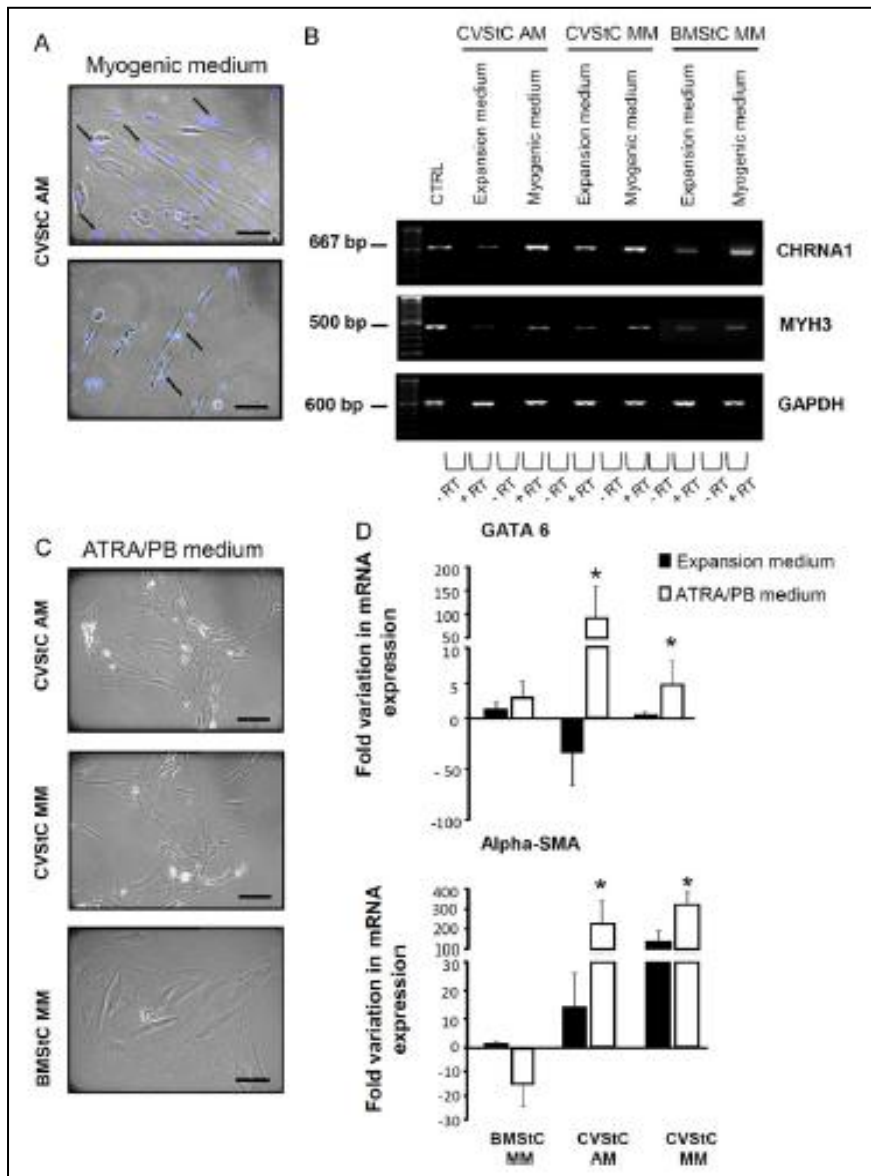 A
Myogenic medium
CVStC AM
B
CVStC AM
CVStC MM
BMStC MM
CTRL
Expansion medium
Myogenic medium
Expansion medium
Myogenic medium
Expansion medium
Myogenic medium
667 bp
CHRNA1
500 bp
MYH3
600 bp
GAPDH
- RT
+ RT
- RT
+ RT
- RT
+ RT
- RT
+ RT
- RT
+ RT
- RT
+ RT
C
ATRA/PB medium
CVStC AM
CVStC MM
BMStC MM
D
GATA 6
Expansion medium
ATRA/PB medium
Fold variation in mRNA
expression
200
150
100
50
10
5
0
- 50
-100
*
*
Alpha-SMA
Fold variation in mRNA
expression
400
300
200
100
30
20
10
0
-10
-20
-30
*
*
BMStC
MM
CVStC
AM
CVStC
MM